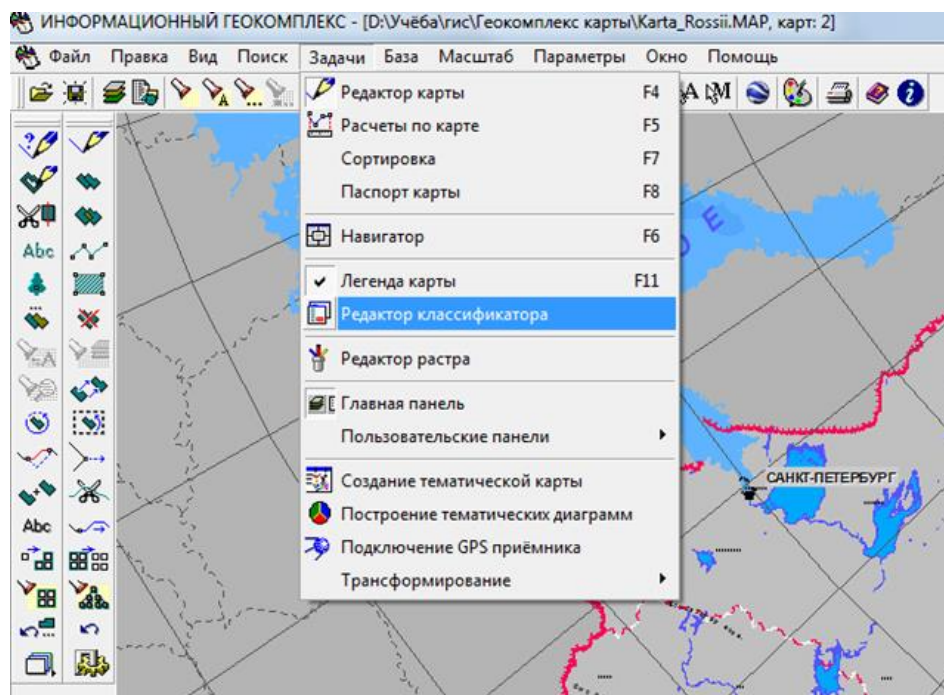 ИНФОРМАЦИОННЫЙ ГЕОКОМПЛЕКС - [D:\Учёба\гис\Геокомплекс карты\Karta_Rossii.MAP, карт: 2]
Файл Правка Вид Поиск Задачи База Масштаб Параметры Окно Помощь
Редактор карты F4
Расчеты по карте F5
Сортировка F7
Паспорт карты F8
Навигатор F6
Легенда карты F11
Редактор классификатора
Редактор растра
Главная панель
Пользовательские панели
Создание тематической карты
Построение тематических диаграмм
Подключение GPS приёмника
Трансформирование
Abc
Abc
САНКТ-ПЕТЕРБУРГ